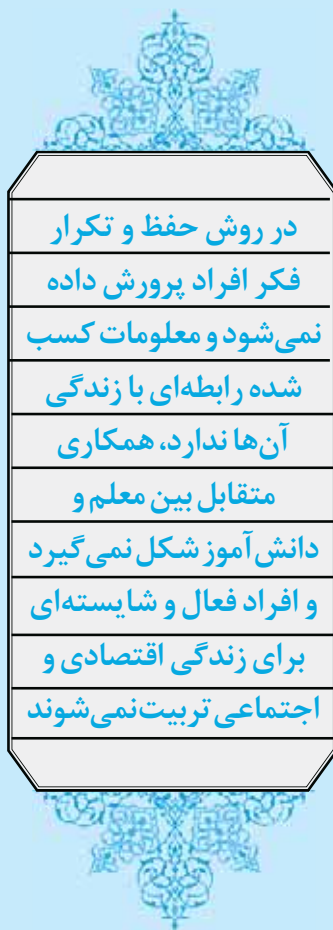 در روش حفظ و تکرار
فکر افراد پرورش داده
نمی‌شود و معلومات کسب
شده رابطه‌ای با زندگی
آن‌ها ندارد، همکاری
متقابل بین معلم و
دانش‌آموز شکل نمی‌گیرد
و افراد فعال و شایسته‌ای
برای زندگی اقتصادی و
اجتماعی تربیت نمی‌شوند